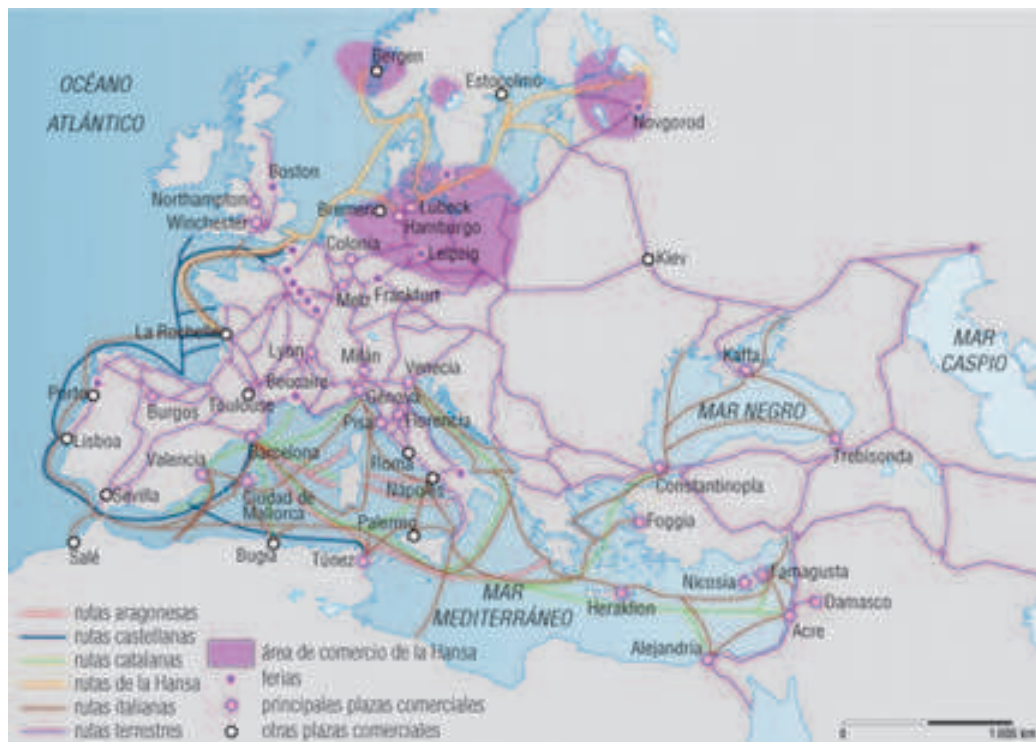 OCÉANO
ATLÁNTICO
Bergen
Estocolmo
Novgorod
Boston
Northampton
Winchester
Bremen
Lübeck
Hamburgo
Colonia
Leipzig
Kiev
Metz
Frankfurt
La Rochelle
Lyon
Milán
Venecia
Kaffa
MAR
CASPIO
Porto
Burgos
Toulouse
Beucaire
Génova
Pisa
Florencia
MAR NEGRO
Lisboa
Valencia
Barcelona
Roma
Trebisonda
Sevilla
Ciudad de
Mallorca
Nápoles
Constantinopla
Palermo
Foggia
Salé
Bugía
Túnez
MAR
MEDITERRÁNEO
Heraklion
Nicosia
Famagusta
Damasco
Acre
Alejandría
rutas aragonesas
rutas castellanas
rutas catalanas
rutas de la Hansa
rutas italianas
rutas terrestres
área de comercio de la Hansa
ferias
principales plazas comerciales
otras plazas comerciales
0